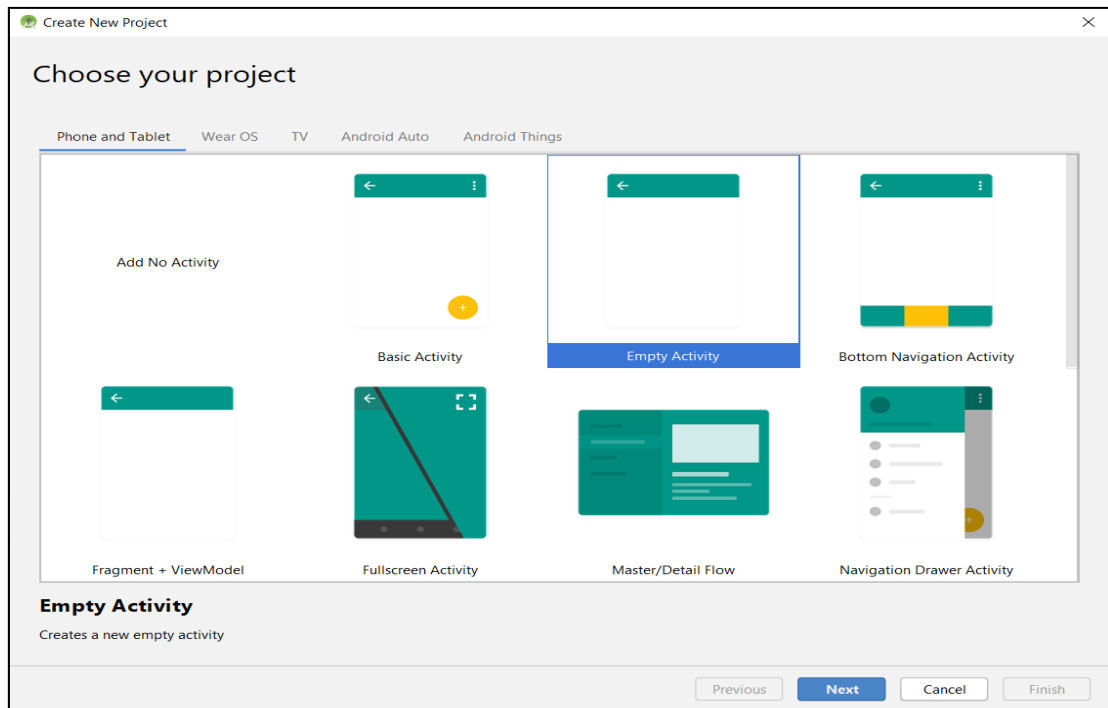 Create New Project
Choose your project
Phone and Tablet Wear OS TV Android Auto Android Things
Add No Activity
Basic Activity Empty Activity Bottom Navigation Activity
Fragment + ViewModel Fullscreen Activity Master/Detail Flow Navigation Drawer Activity
Empty Activity
Creates a new empty activity
Previous Next Cancel Finish